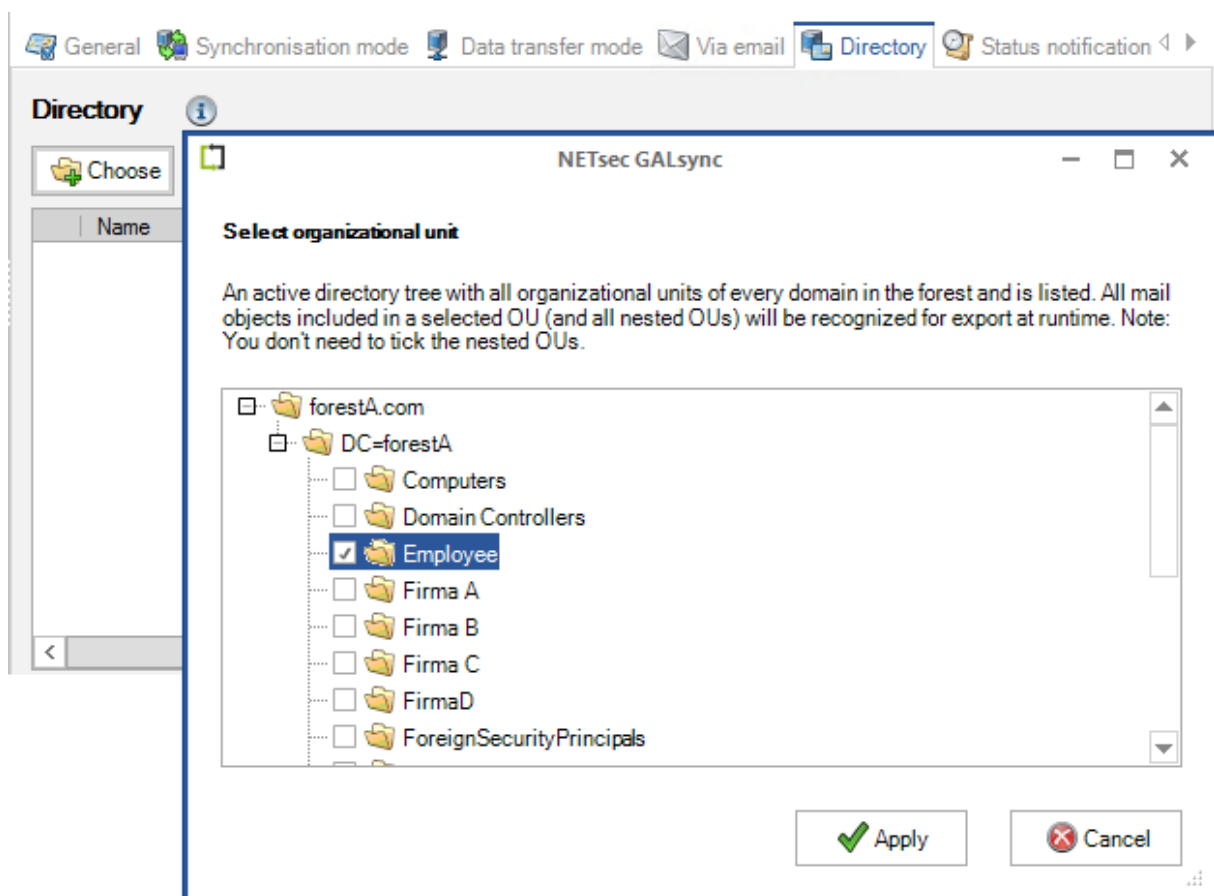 General Synchronisation mode Data transfer mode Via email Directory Status notification
Directory
Choose
NETsec GALsync
Name
Select organizational unit
An active directory tree with all organizational units of every domain in the forest and is listed. All mail
objects included in a selected OU (and all nested OUs) will be recognized for export at runtime. Note:
You don't need to tick the nested OUs.
forestA.com
DC=forestA
Computers
Domain Controllers
Employee
Firma A
Firma B
Firma C
FirmaD
ForeignSecurityPrincipals
Apply Cancel